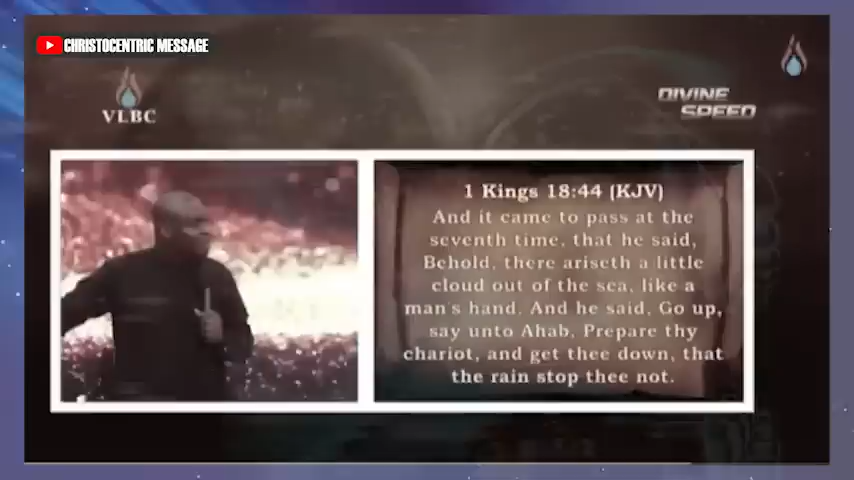 CHRISTOCENTRIC MESSAGE
VLBC
DIVINE
SPEED
1 Kings 18:44 (KJV)
And it came to pass at the
seventh time, that he said,
Behold, there ariseth a little
cloud out of the sea, like a
man's hand. And he said, Go up,
say unto Ahab, Prepare thy
chariot, and get thee down, that
the rain stop thee not.